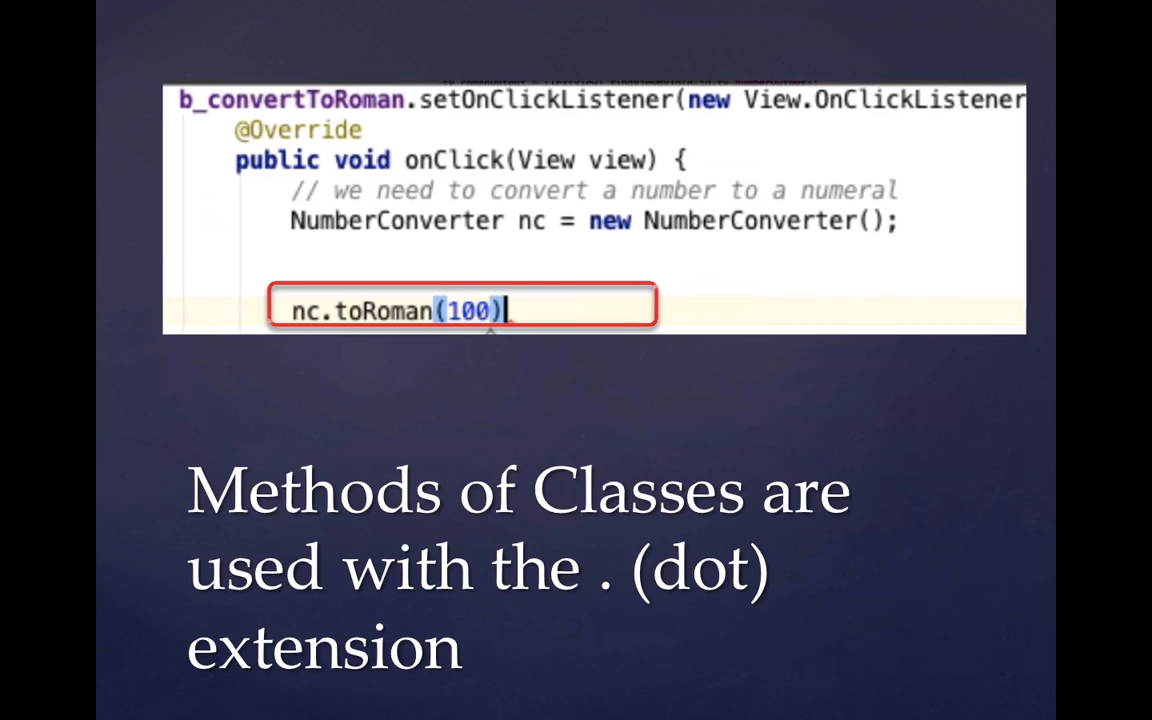 b_convertToRoman.setOnClickListener(new View.OnClickListener
@Override
public void onClick(View view) {
// we need to convert a number to a numeral
NumberConverter nc = new NumberConverter();
nc.toRoman(100)
Methods of Classes are
used with the . (dot)
extension